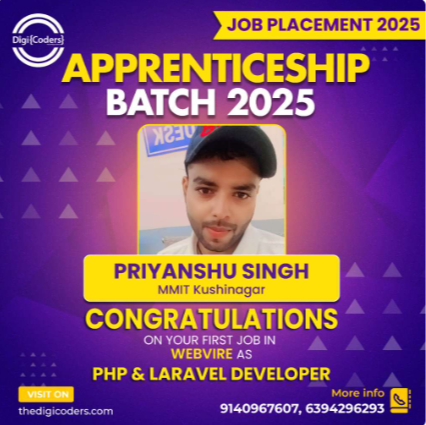 JOB PLACEMENT 2025
Digi{Coders}
APPRENTICESHIP
BATCH 2025
DESK
PRIYANSHU SINGH
MMIT Kushinagar
CONGRATULATIONS
ON YOUR FIRST JOB IN
WEBVIRE AS
PHP & LARAVEL DEVELOPER
VISIT ON
thedigicoders.com
More info
9140967607, 6394296293